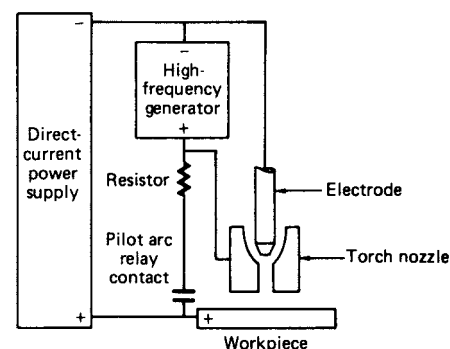 −
−
High-
frequency
generator
+
Direct-
current
power
supply
Resistor
Electrode
Pilot arc
relay
contact
Torch nozzle
+
+
Workpiece